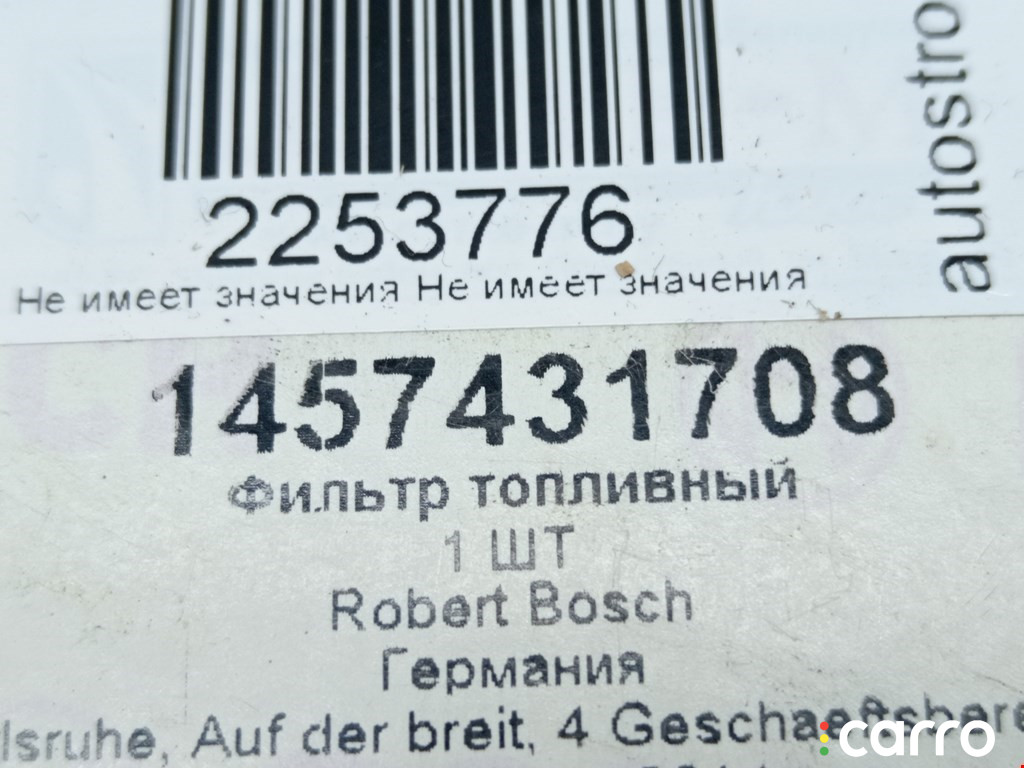 2253776
Не имеет значения Не имеет значения
autostro
1457431708
Фильтр топливный
1 ШТ
Robert Bosch
Германия
lsruhe, Auf der breit, 4 Geschaeftsbere
carro